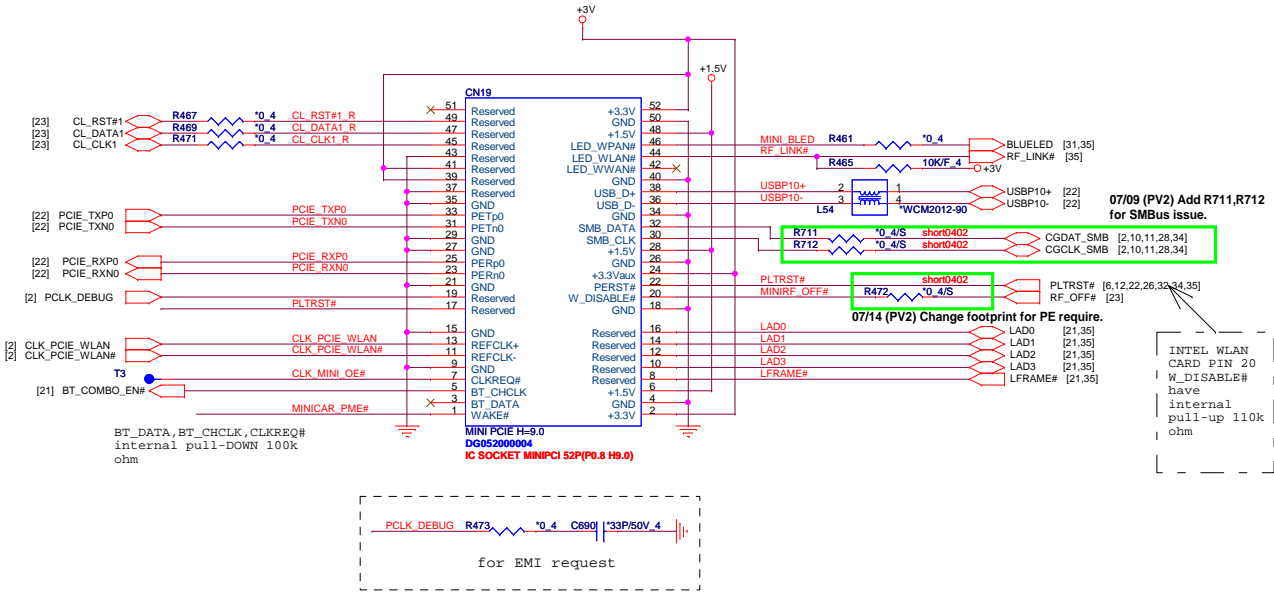 +3V
+1.5V
CN19
51 Reserved +3.3V 52
49 Reserved GND 50
47 Reserved +1.5V 48
45 Reserved LED_WPAN# 46
43 Reserved LED_WLAN# 44
41 Reserved LED_WWAN# 42
39 Reserved GND 40
37 Reserved USB_D+ 38
35 GND USB_D- 36
33 PETp0 GND 34
31 PETn0 SMB_DATA 32
29 GND SMB_CLK 30
27 GND +1.5V 28
25 PERp0 GND 26
23 PERn0 +3.3Vaux 24
21 GND PERST# 22
19 Reserved W_DISABLE# 20
17 Reserved GND 18
15 GND Reserved 16
13 REFCLK+ Reserved 14
11 REFCLK- Reserved 12
9 GND Reserved 10
7 CLKREQ# Reserved 8
5 BT_CHCLK +1.5V 6
3 BT_DATA GND 4
1 WAKE# +3.3V 2
MINI PCIE H=9.0
DG052000004
IC SOCKET MINIPCI 52P(P0.8 H9.0)
[23] CL_RST#1 R467 *0_4 CL_RST#1_R
[23] CL_DATA1 R469 *0_4 CL_DATA1_R
[23] CL_CLK1 R471 *0_4 CL_CLK1_R
[22] PCIE_TXP0 PCIE_TXP0
[22] PCIE_TXN0 PCIE_TXN0
[22] PCIE_RXP0 PCIE_RXP0
[22] PCIE_RXN0 PCIE_RXN0
[2] PCLK_DEBUG
PLTRST#
[2] CLK_PCIE_WLAN CLK_PCIE_WLAN
[2] CLK_PCIE_WLAN# CLK_PCIE_WLAN#
T3 CLK_MINI_OE#
[21] BT_COMBO_EN#
MINICAR_PME#
BT_DATA,BT_CHCLK,CLKREQ#
internal pull-DOWN 100k
ohm
MINI_BLED R461 *0_4 BLUELED [31,35]
RF_LINK# RF_LINK# [35]
R465 10K/F_4 +3V
USBP10+ 2 1 USBP10+ [22]
USBP10- 3 4 USBP10- [22]
L54 *WCM2012-90
07/09 (PV2) Add R711,R712
for SMBus issue.
R711 *0_4/S short0402 CGDAT_SMB [2,10,11,28,34]
R712 *0_4/S short0402 CGCLK_SMB [2,10,11,28,34]
PLTRST# short0402 PLTRST# [6,12,22,26,32,34,35]
MINIRF_OFF# R472 *0_4/S RF_OFF# [23]
07/14 (PV2) Change footprint for PE require.
LAD0 LAD0 [21,35]
LAD1 LAD1 [21,35]
LAD2 LAD2 [21,35]
LAD3 LAD3 [21,35]
LFRAME# LFRAME# [21,35]
INTEL WLAN
CARD PIN 20
W_DISABLE#
have
internal
pull-up 110k
ohm
PCLK_DEBUG R473 *0_4 C690 *33P/50V_4
for EMI request